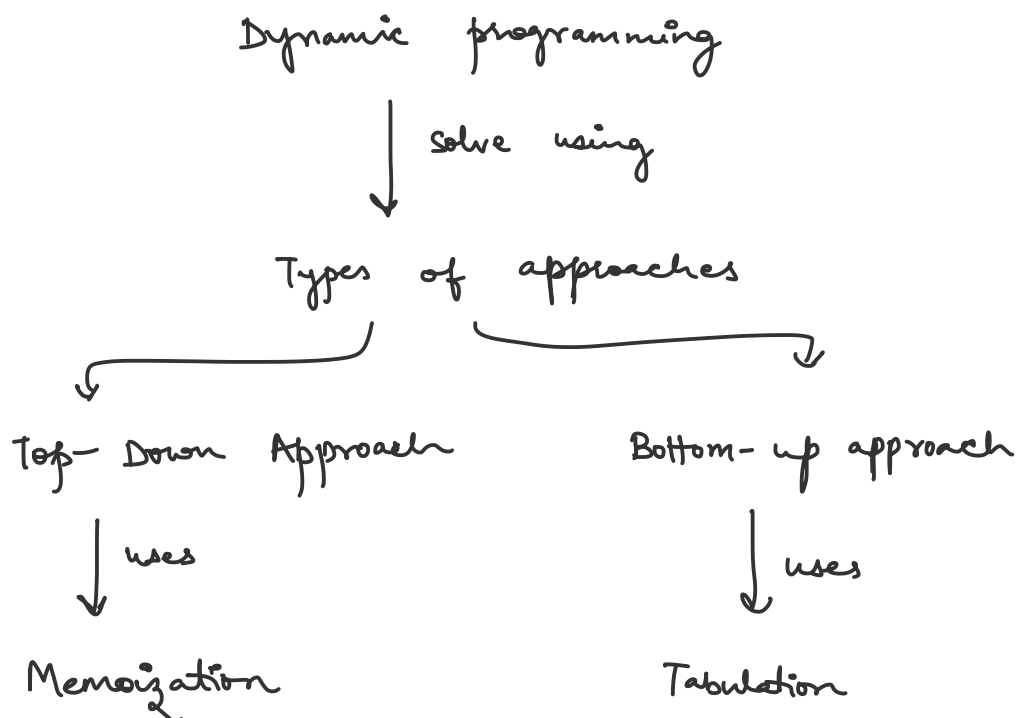 Dynamic programming
solve using
Types of approaches
Top-Down Approach
Bottom-up approach
uses
uses
Memoization
Tabulation